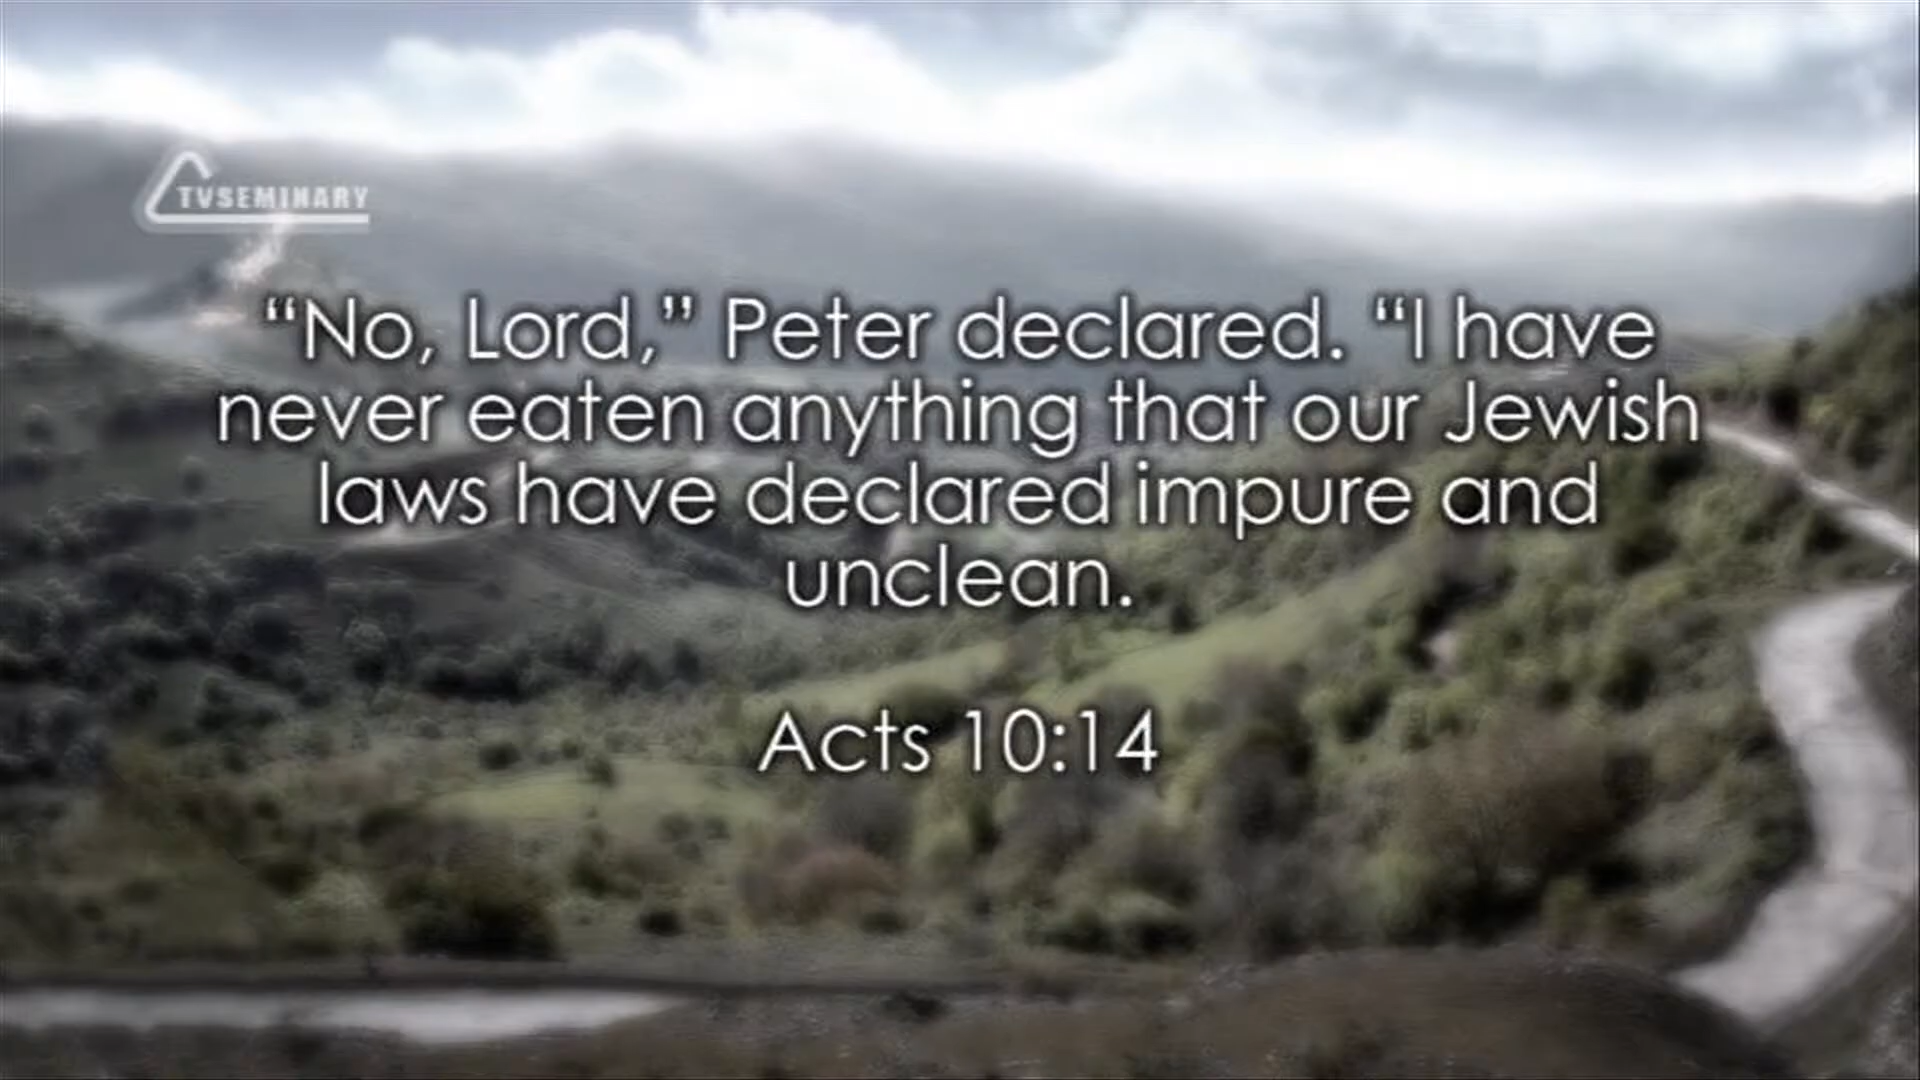 TVSEMINARY
“No, Lord,” Peter declared. “I have
never eaten anything that our Jewish
laws have declared impure and
unclean.
Acts 10:14